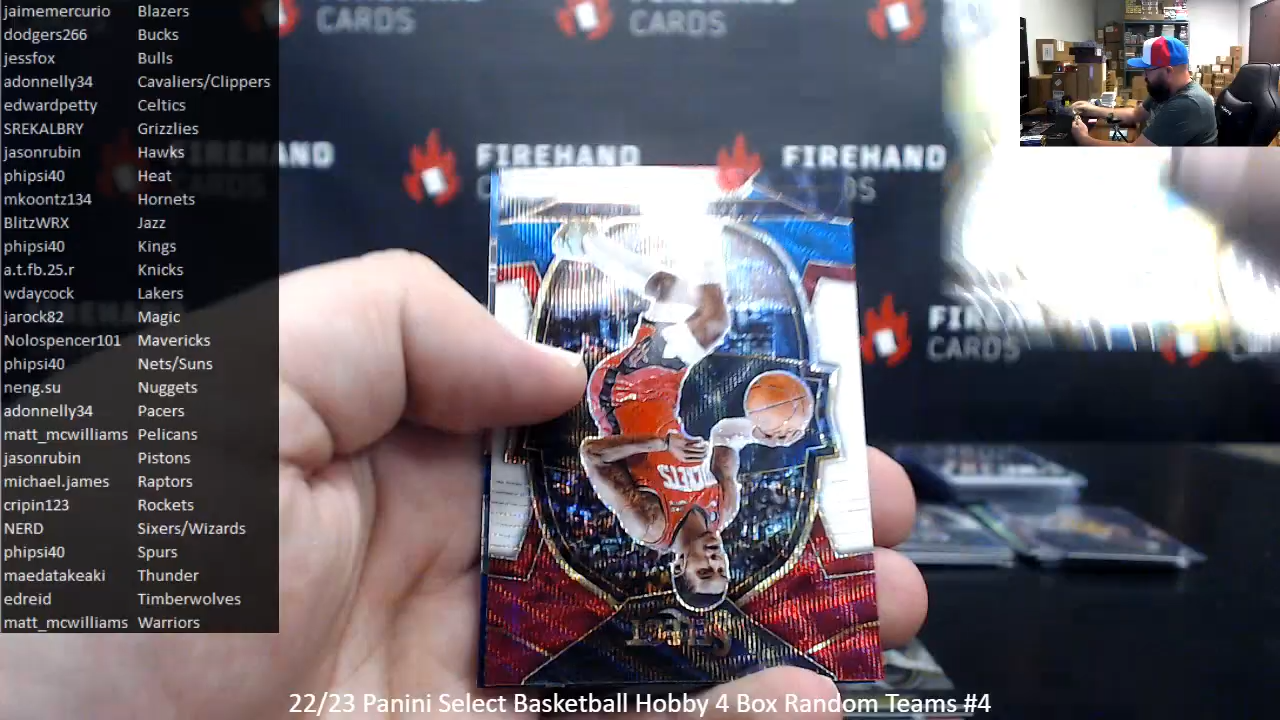 jaimemercurio Blazers
dodgers266 Bucks
jessfox Bulls
adonnelly34 Cavaliers/Clippers
edwardpetty Celtics
SREKALBRY Grizzlies
jasonrubin Hawks
phipsi40 Heat
mkoontz134 Hornets
BlitzWRX Jazz
phipsi40 Kings
a.t.fb.25.r Knicks
wdaycock Lakers
jarock82 Magic
Nolospencer101 Mavericks
phipsi40 Nets/Suns
neng.su Nuggets
adonnelly34 Pacers
matt_mcwilliams Pelicans
jasonrubin Pistons
michael.james Raptors
cripin123 Rockets
NERD Sixers/Wizards
phipsi40 Spurs
maedatakeaki Thunder
edreid Timberwolves
matt_mcwilliams Warriors
CARDS
CARDS
FIREHAND
FIREHAND
FIREHAND
CARDS
ROCKETS
22/23 Panini Select Basketball Hobby 4 Box Random Teams #4